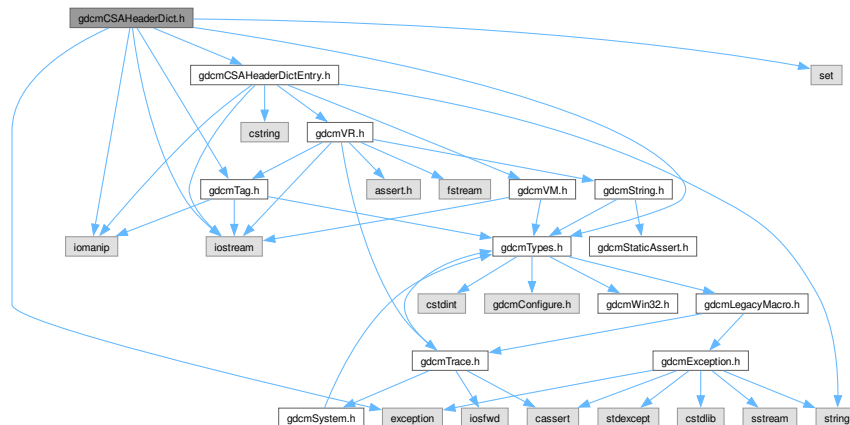 gdcmCSAHeaderDict.h
gdcmCSAHeaderDictEntry.h
set
cstring
gdcmVR.h
gdcmTag.h
assert.h
fstream
gdcmVM.h
gdcmString.h
iomanip
iostream
gdcmTypes.h
gdcmStaticAssert.h
cstdint
gdcmConfigure.h
gdcmWin32.h
gdcmLegacyMacro.h
gdcmTrace.h
gdcmException.h
gdcmSystem.h
exception
iosfwd
cassert
stdexcept
cstdlib
sstream
string